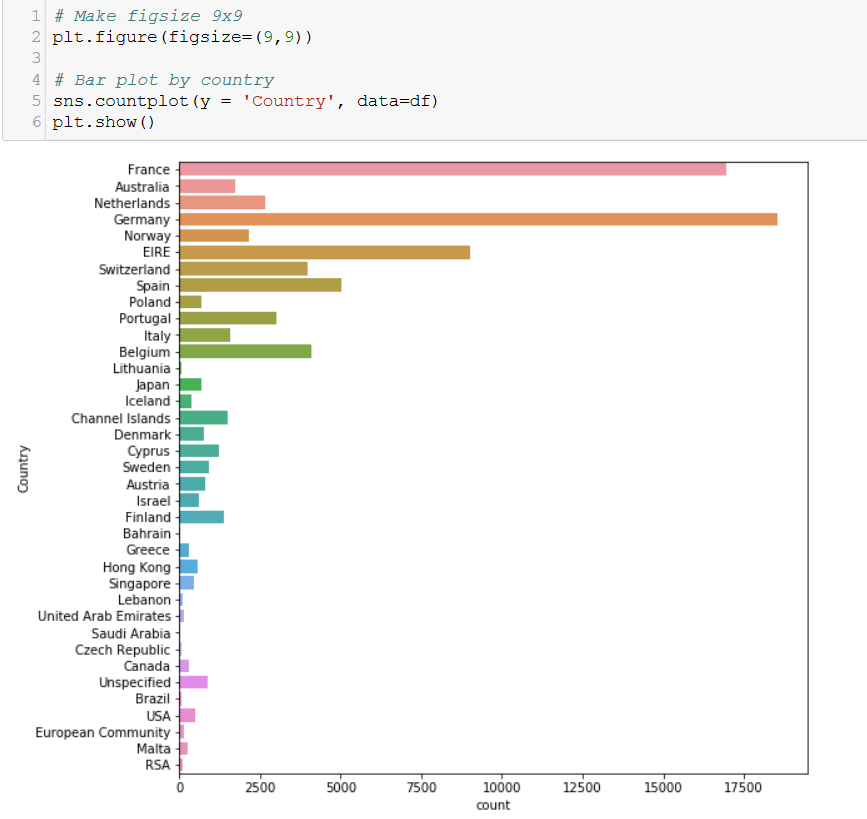 1 # Make figsize 9x9
2 plt.figure(figsize=(9,9))
3
4 # Bar plot by country
5 sns.countplot(y = 'Country', data=df)
6 plt.show()
France
Australia
Netherlands
Germany
Norway
EIRE
Switzerland
Spain
Poland
Portugal
Italy
Belgium
Lithuania
Japan
Iceland
Channel Islands
Denmark
Cyprus
Sweden
Austria
Israel
Finland
Bahrain
Greece
Hong Kong
Singapore
Lebanon
United Arab Emirates
Saudi Arabia
Czech Republic
Canada
Unspecified
Brazil
USA
European Community
Malta
RSA
Country
0 2500 5000 7500 10000 12500 15000 17500
count